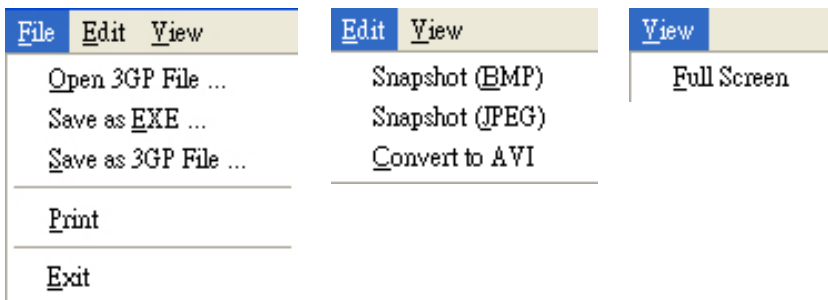 File Edit View
Open 3GP File ...
Save as EXE ...
Save as 3GP File ...
Print
Exit
Edit View
Snapshot (BMP)
Snapshot (JPEG)
Convert to AVI
View
Full Screen